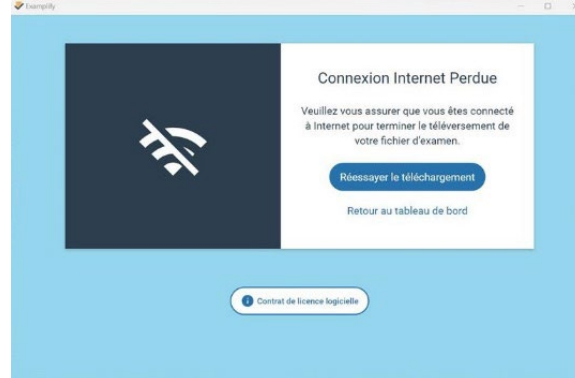 Examplify
Connexion Internet Perdue
Veuillez vous assurer que vous êtes connecté
à Internet pour terminer le téléversement de
votre fichier d'examen.
Réessayer le téléchargement
Retour au tableau de bord
Contrat de licence logicielle